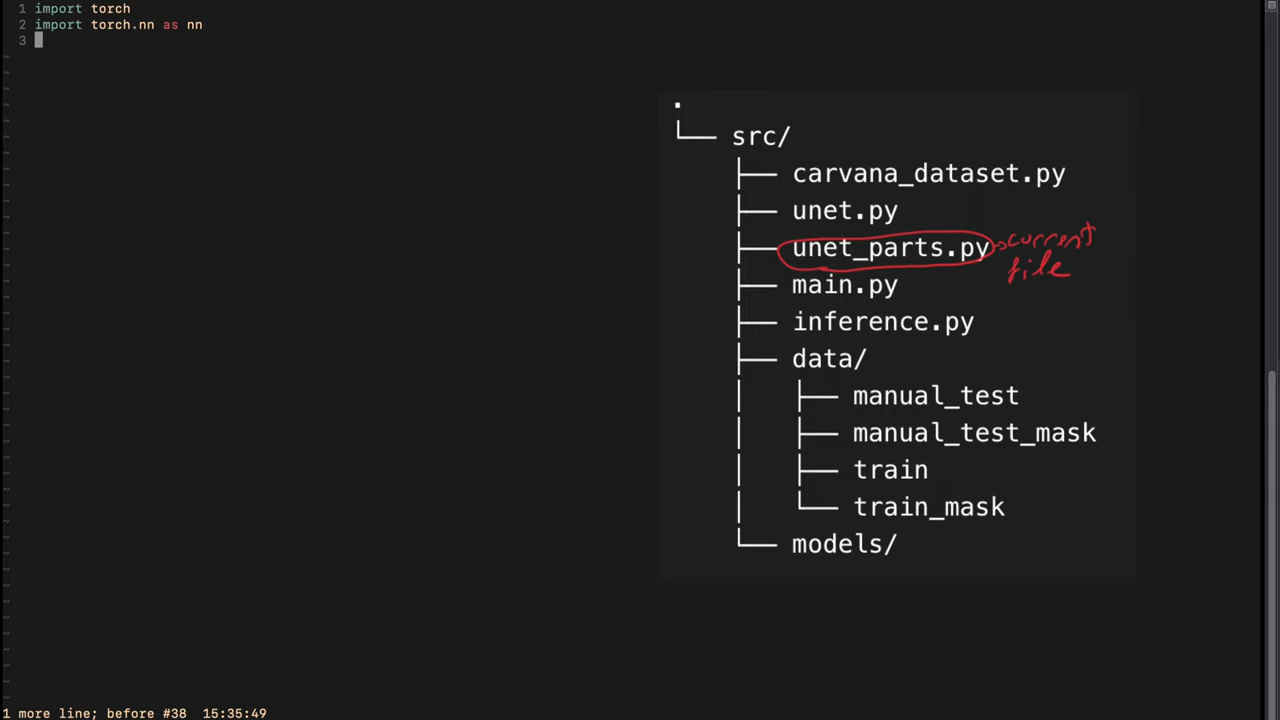 1 import torch
2 import torch.nn as nn
3
~
.
└── src/
├── carvana_dataset.py
├── unet.py
├── unet_parts.py → current file
├── main.py
├── inference.py
├── data/
│ ├── manual_test
│ ├── manual_test_mask
│ ├── train
│ └── train_mask
└── models/
1 more line; before #38 15:35:49